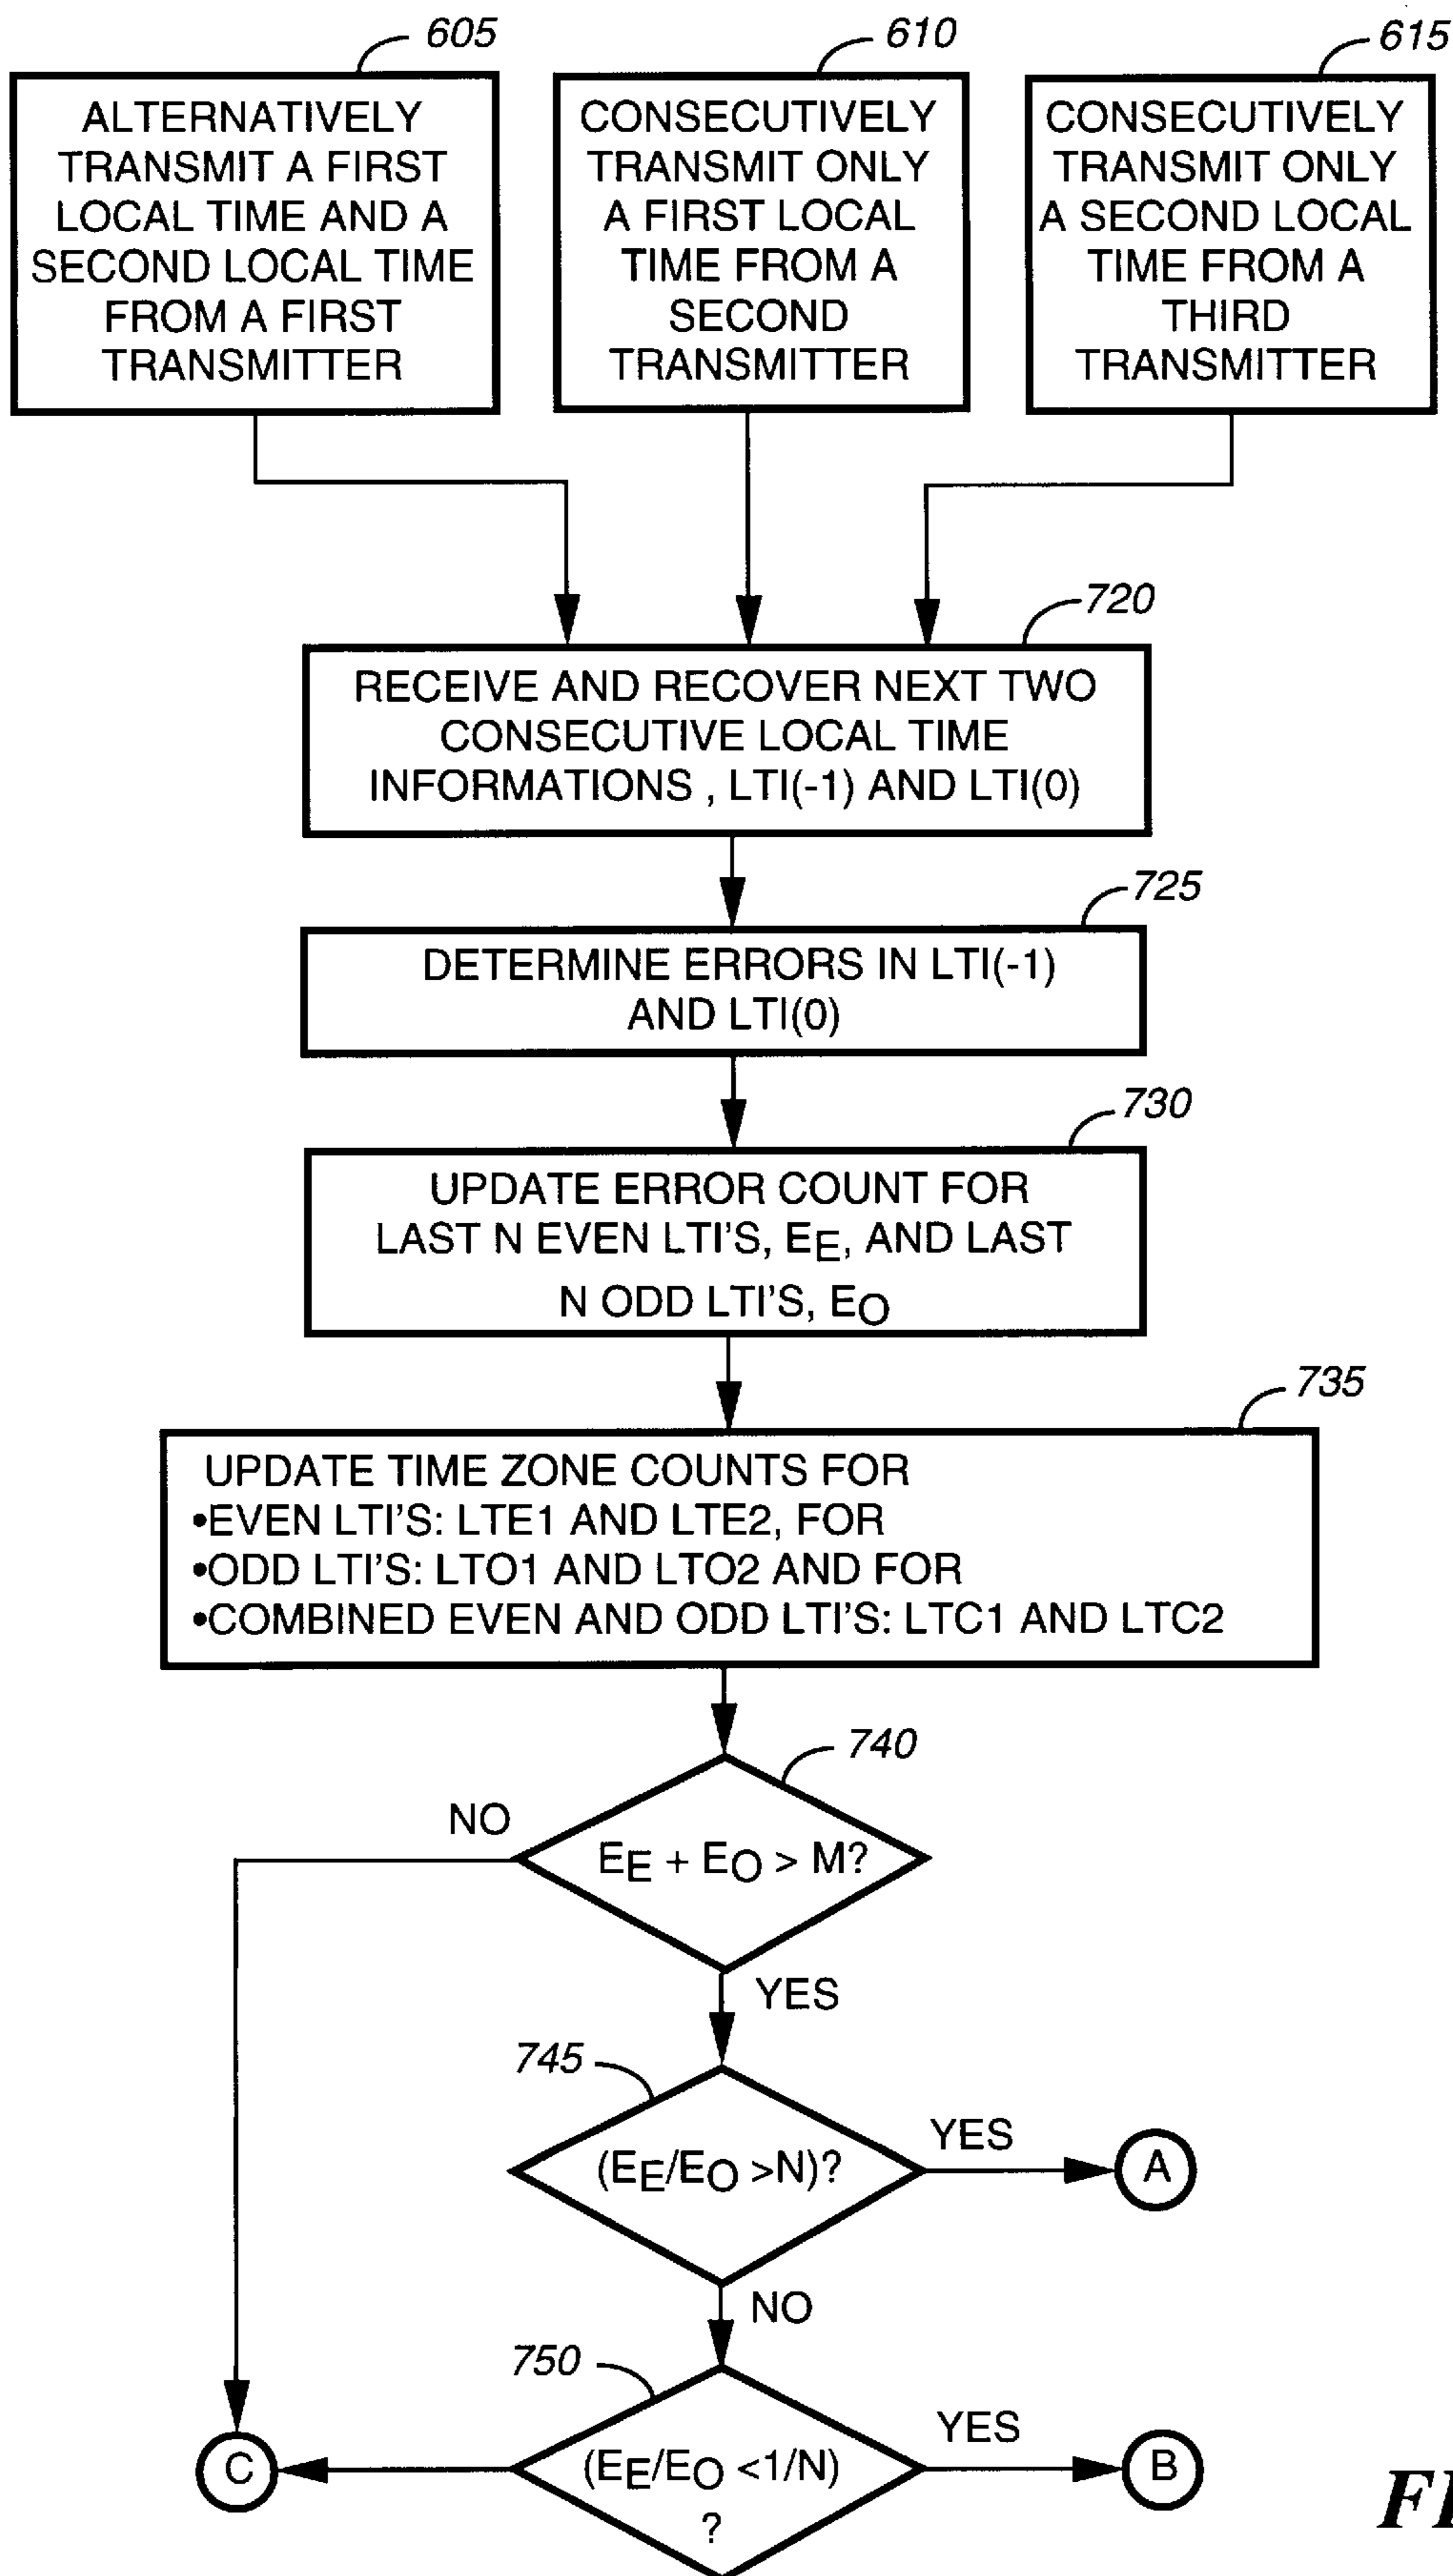 605
ALTERNATIVELY
TRANSMIT A FIRST
LOCAL TIME AND A
SECOND LOCAL TIME
FROM A FIRST
TRANSMITTER
610
CONSECUTIVELY
TRANSMIT ONLY
A FIRST LOCAL
TIME FROM A
SECOND
TRANSMITTER
615
CONSECUTIVELY
TRANSMIT ONLY
A SECOND LOCAL
TIME FROM A
THIRD
TRANSMITTER
720
RECEIVE AND RECOVER NEXT TWO
CONSECUTIVE LOCAL TIME
INFORMATIONS , LTI(-1) AND LTI(0)
725
DETERMINE ERRORS IN LTI(-1)
AND LTI(0)
730
UPDATE ERROR COUNT FOR
LAST N EVEN LTI'S, EE, AND LAST
N ODD LTI'S, EO
735
UPDATE TIME ZONE COUNTS FOR
•EVEN LTI'S: LTE1 AND LTE2, FOR
•ODD LTI'S: LTO1 AND LTO2 AND FOR
•COMBINED EVEN AND ODD LTI'S: LTC1 AND LTC2
740
NO
EE + EO > M?
YES
745
(EE/EO >N)?
YES
A
NO
750
(EE/EO <1/N)
?
YES
B
C